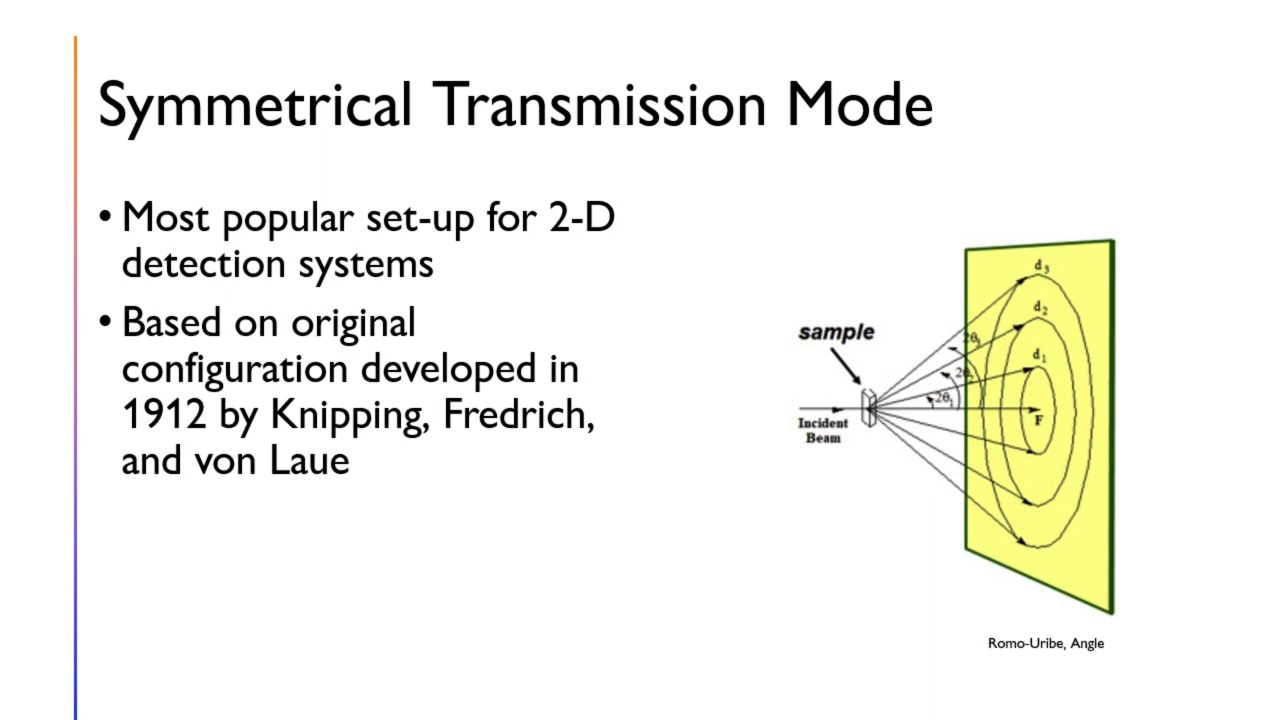 Symmetrical Transmission Mode
• Most popular set-up for 2-D
detection systems
• Based on original
configuration developed in
1912 by Knipping, Fredrich,
and von Laue
sample
Incident
Beam
d3
d2
d1
2θ3
2θ2
2θ1
F
Romo-Uribe, Angle